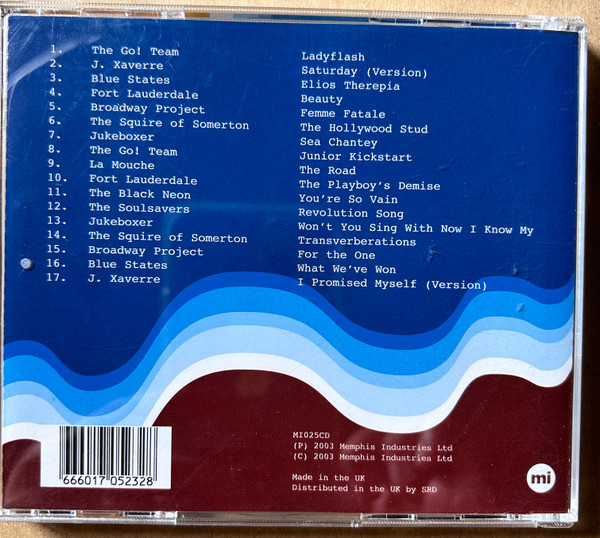 1. The Go! Team Ladyflash
2. J. Xaverre Saturday (Version)
3. Blue States Elios Therepia
4. Fort Lauderdale Beauty
5. Broadway Project Femme Fatale
6. The Squire of Somerton The Hollywood Stud
7. Jukeboxer Sea Chantey
8. The Go! Team Junior Kickstart
9. La Mouche The Road
10. Fort Lauderdale The Playboy's Demise
11. The Black Neon You're So Vain
12. The Soulsavers Revolution Song
13. Jukeboxer Won't You Sing With Now I Know My
14. The Squire of Somerton Transverberations
15. Broadway Project For the One
16. Blue States What We've Won
17. J. Xaverre I Promised Myself (Version)
MI025CD
(P) 2003 Memphis Industries Ltd
(C) 2003 Memphis Industries Ltd
Made in the UK
Distributed in the UK by SRD
mi
666017 052328